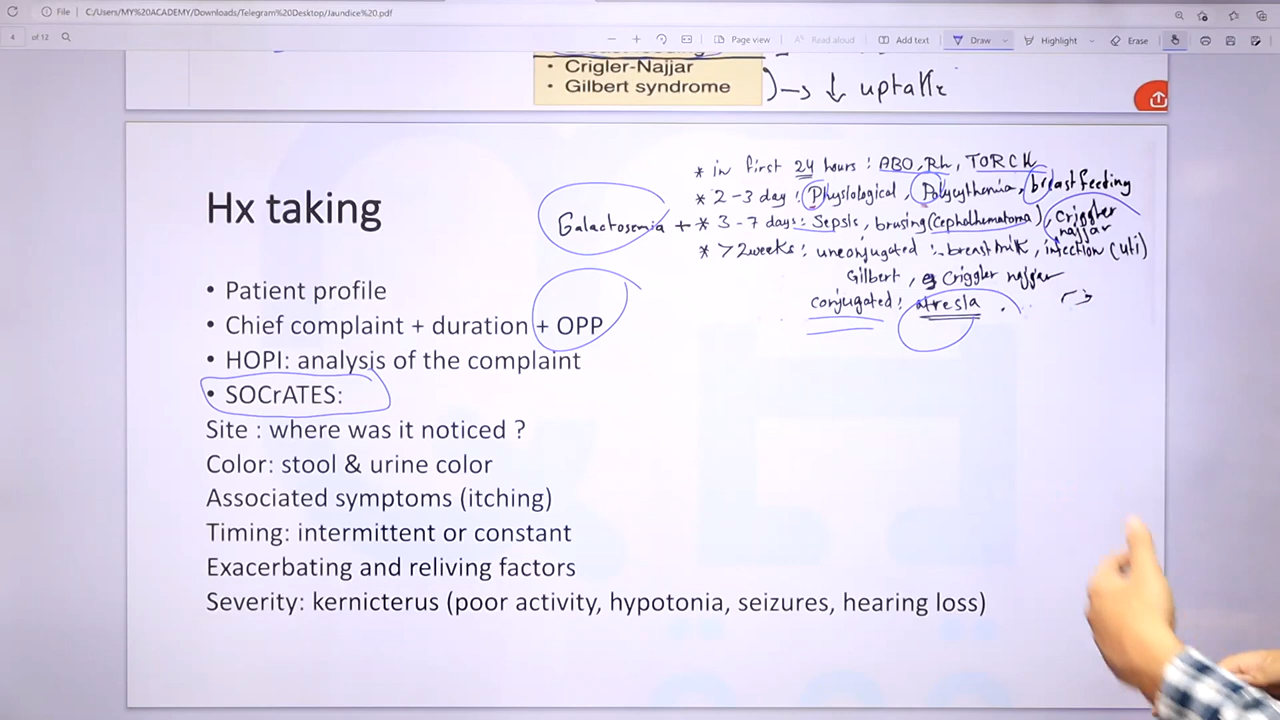 File C:/Users/MY%20ACADEMY/Downloads/Telegram%20Desktop/Jaundice%20.pdf
4 of 12 Page view Read aloud Add text Draw Highlight Erase
• Crigler-Najjar
• Gilbert syndrome
→ ↓ uptake
Hx taking
* in first 24 hours : ABO, Rh, TORCH
* 2-3 day : Physiological, Polycythemia, breastfeeding
Galactosemia + * 3-7 days : Sepsis, brusing (Cephalhematoma), criggler najjar
* >2weeks : unconjugated : breastmilk, infection (uti)
Gilbert, Criggler najjar
conjugated : atresia
• Patient profile
• Chief complaint + duration + OPP
• HOPI: analysis of the complaint
• SOCrATES:
Site : where was it noticed ?
Color: stool & urine color
Associated symptoms (itching)
Timing: intermittent or constant
Exacerbating and reliving factors
Severity: kernicterus (poor activity, hypotonia, seizures, hearing loss)